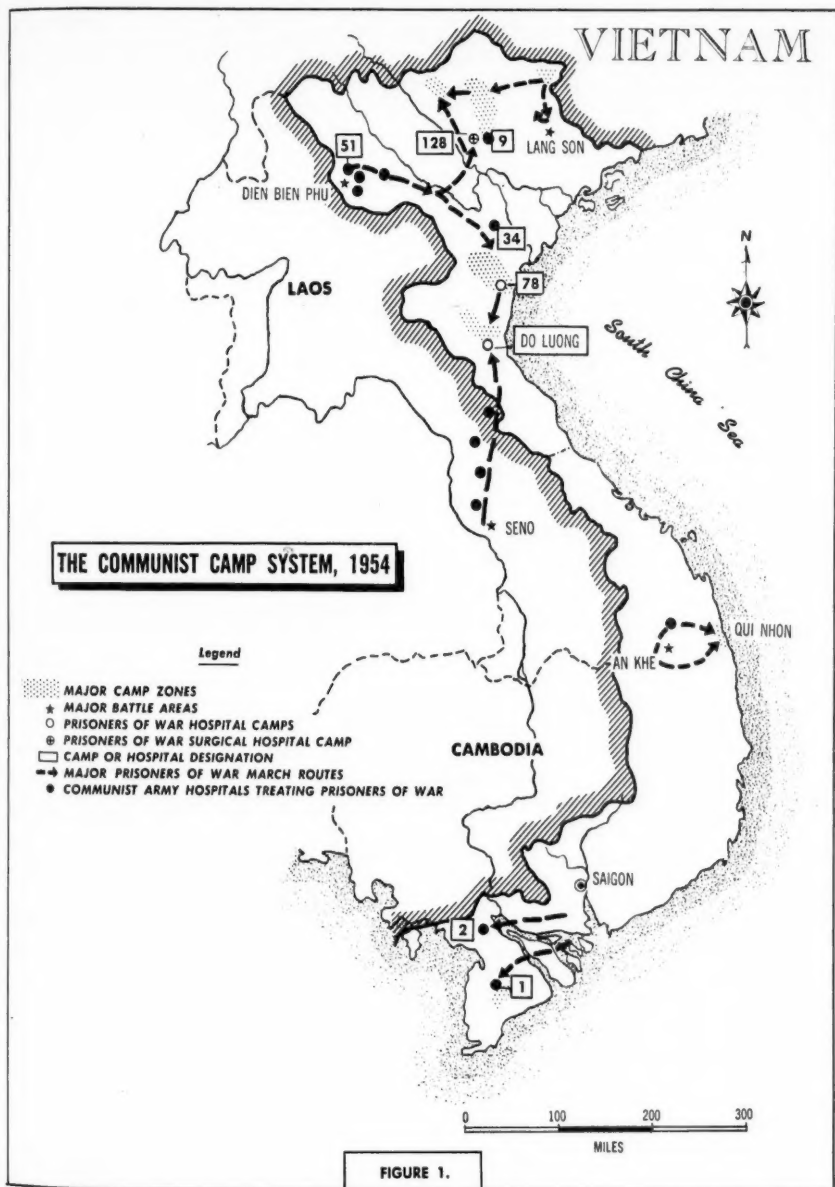 VIETNAM
51
128
9
LANG SON
DIEN BIEN PHU
34
LAOS
78
DO LUONG
N
South China Sea
SENO
THE COMMUNIST CAMP SYSTEM, 1954
QUI NHON
AN KHE
Legend
MAJOR CAMP ZONES
MAJOR BATTLE AREAS
PRISONERS OF WAR HOSPITAL CAMPS
PRISONERS OF WAR SURGICAL HOSPITAL CAMP
CAMP OR HOSPITAL DESIGNATION
MAJOR PRISONERS OF WAR MARCH ROUTES
COMMUNIST ARMY HOSPITALS TREATING PRISONERS OF WAR
CAMBODIA
SAIGON
2
1
0 100 200 300
MILES
FIGURE 1.